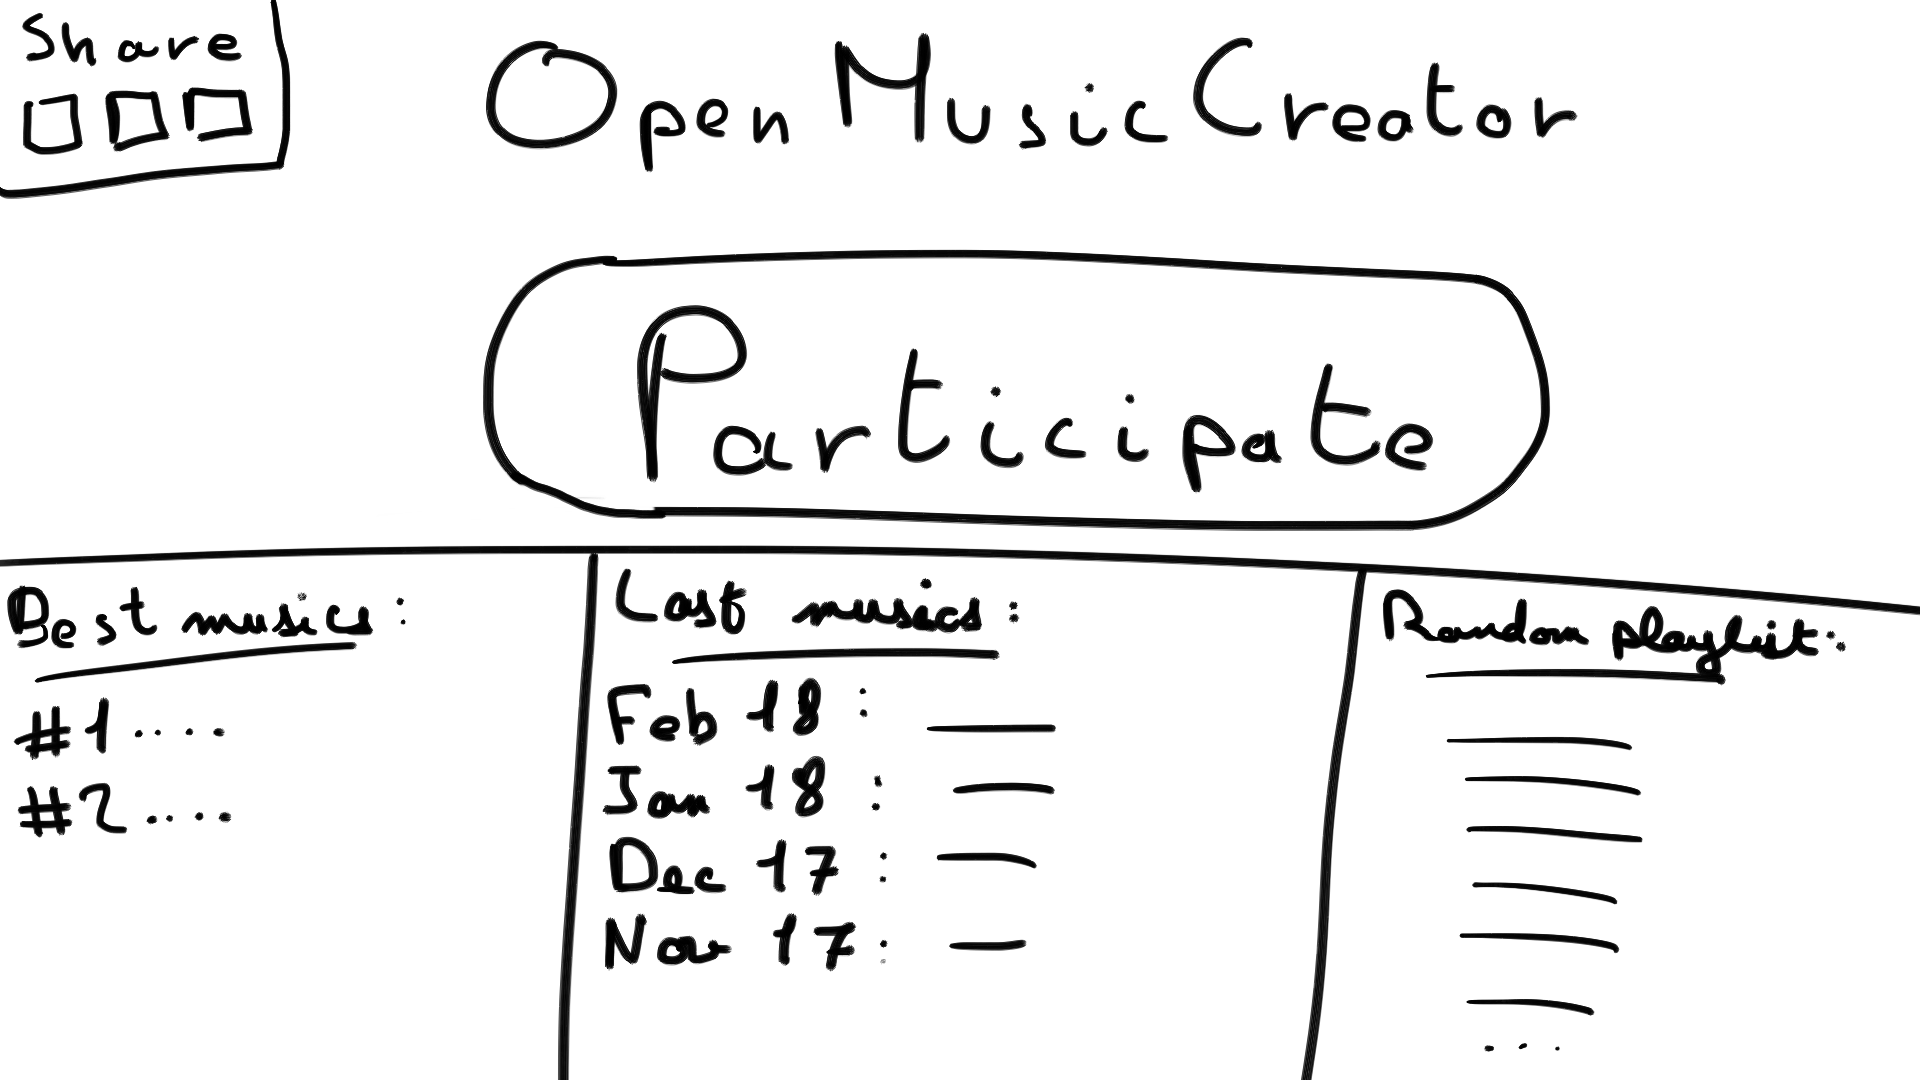 Share
Open Music Creator
Participate
Best musics :
#1 ....
#2 ....
Last musics :
Feb 18 :
Jan 18 :
Dec 17 :
Nov 17 :
Random playlist :
...